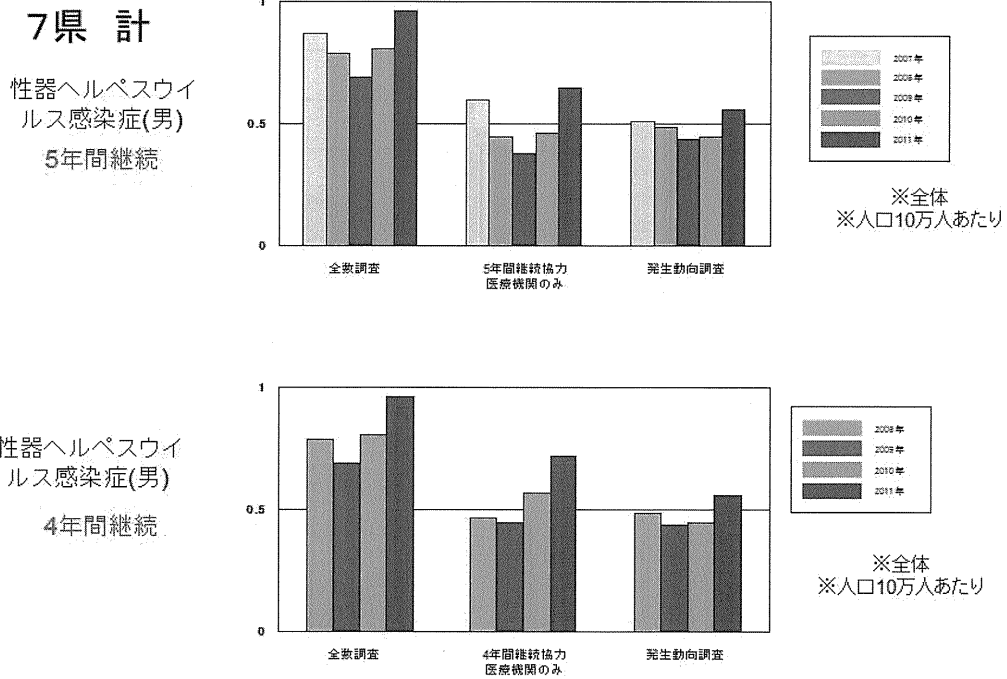 7県 計
性器ヘルペスウイ
ルス感染症(男)
5年間継続
1
0.5
0
全数調査
5年間継続協力
医療機関のみ
発生動向調査
2007年
2008年
2009年
2010年
2011年
※全体
※人口10万人あたり
性器ヘルペスウイ
ルス感染症(男)
4年間継続
1
0.5
0
全数調査
4年間継続協力
医療機関のみ
発生動向調査
2008年
2009年
2010年
2011年
※全体
※人口10万人あたり